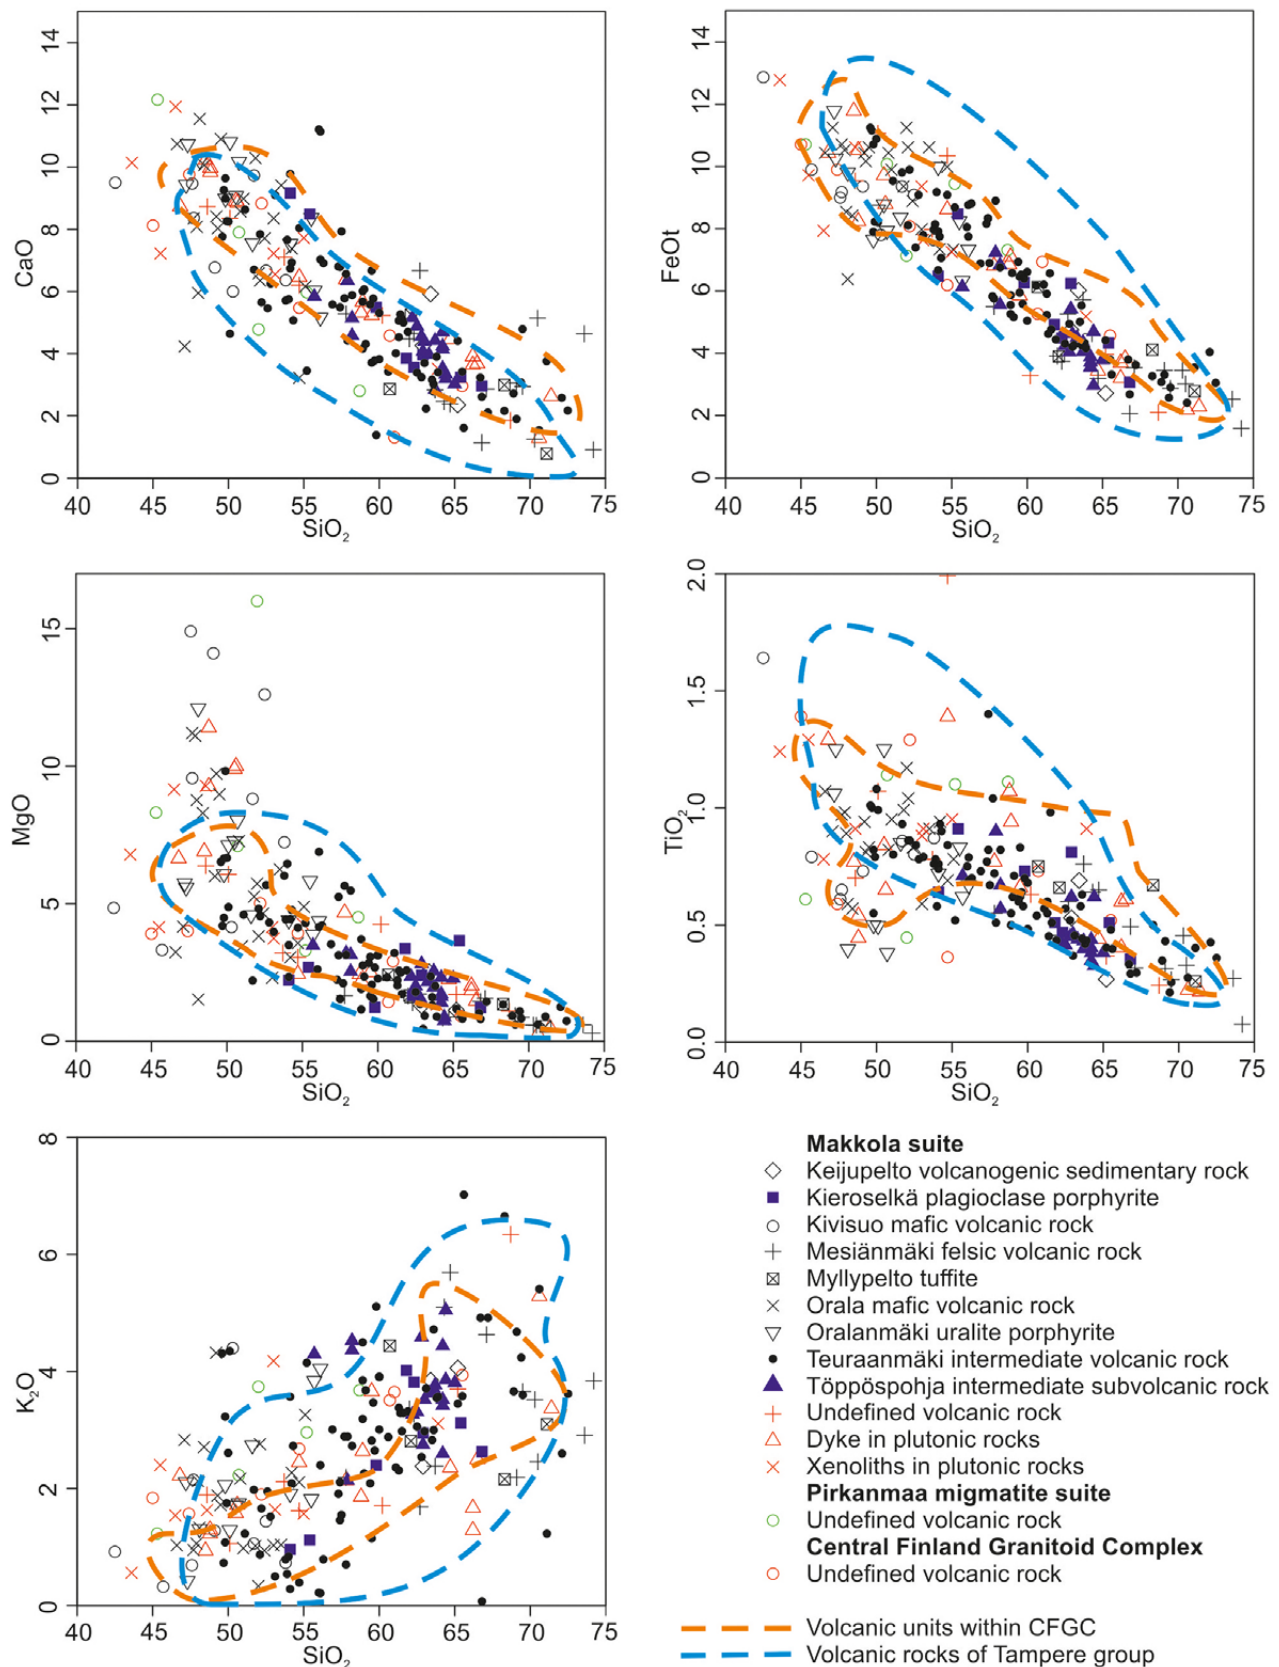 CaO
14
12
10
8
6
4
2
0
40 45 50 55 60 65 70 75
SiO₂
FeOt
14
12
10
8
6
4
2
0
40 45 50 55 60 65 70 75
SiO₂
MgO
15
10
5
0
40 45 50 55 60 65 70 75
SiO₂
TiO₂
2.0
1.5
1.0
0.5
0.0
40 45 50 55 60 65 70 75
SiO₂
K₂O
8
6
4
2
0
40 45 50 55 60 65 70 75
SiO₂
Makkola suite
Keijupelto volcanogenic sedimentary rock
Kieroselkä plagioclase porphyrite
Kivisuo mafic volcanic rock
Mesiänmäki felsic volcanic rock
Myllypelto tuffite
Orala mafic volcanic rock
Oralanmäki uralite porphyrite
Teuraanmäki intermediate volcanic rock
Töppöspohja intermediate subvolcanic rock
Undefined volcanic rock
Dyke in plutonic rocks
Xenoliths in plutonic rocks
Pirkanmaa migmatite suite
Undefined volcanic rock
Central Finland Granitoid Complex
Undefined volcanic rock
Volcanic units within CFGC
Volcanic rocks of Tampere group